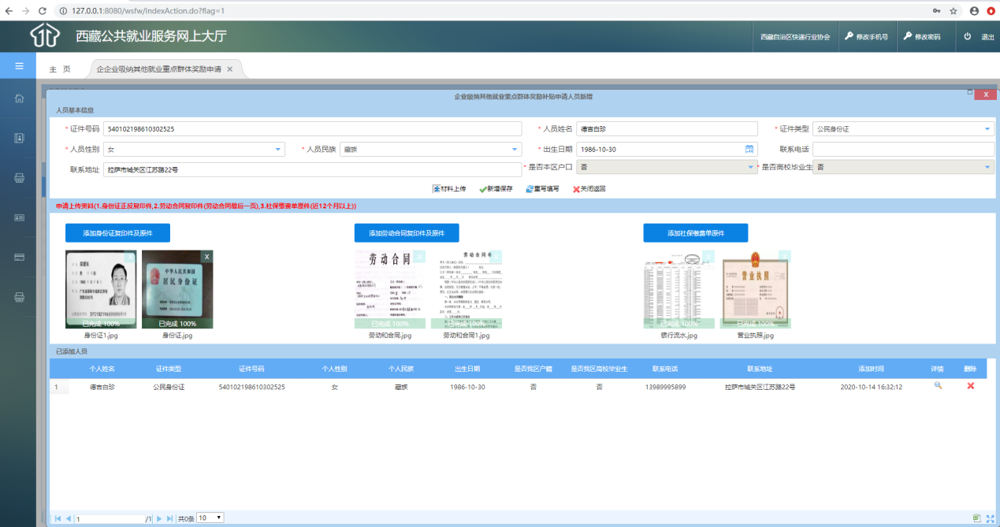 127.0.0.1:8080/wsfw/indexAction.do?flag=1
西藏公共就业服务网上大厅
西藏自治区快递行业协会 修改手机号 修改密码 退出
主 页 企企业吸纳其他就业重点群体奖励申请 ×
企业吸纳其他就业重点群体奖励补贴申请人员新增 X
人员基本信息
* 证件号码 540102198610302525 * 人员姓名 德吉白珍 * 证件类型 公民身份证
* 人员性别 女 * 人员民族 藏族 * 出生日期 1986-10-30 联系电话
联系地址 拉萨市城关区江苏路22号 * 是否本区户口 否 * 是否高校毕业生 否
材料上传 新增保存 重写填写 关闭返回
申请上传资料(1.身份证正反复印件,2.劳动合同复印件(劳动合同最后一页),3.社保缴费单原件(近12个月以上))
添加身份证复印件及原件 添加劳动合同复印件及原件 添加社保缴费单原件
X X
中华人民共和国
居民身份证
劳动合同
劳动合同书
营业执照
已完成 100% 已完成 100% 已完成 100% 已完成 100% 已完成 100% 已完成 100%
身份证1.jpg 身份证.jpg 劳动和合同.jpg 劳动和合同1.jpg 银行流水.jpg 营业执照.jpg
已添加人员
个人姓名 证件类型 证件号码 个人性别 个人民族 出生日期 是否我区户籍 是否我区高校毕业生 联系电话 联系地址 添加时间 详情 删除
1 德吉白珍 公民身份证 540102198610302525 女 藏族 1986-10-30 否 否 13989995899 拉萨市城关区江苏路22号 2020-10-14 16:32:12
1 /1 共0条 10